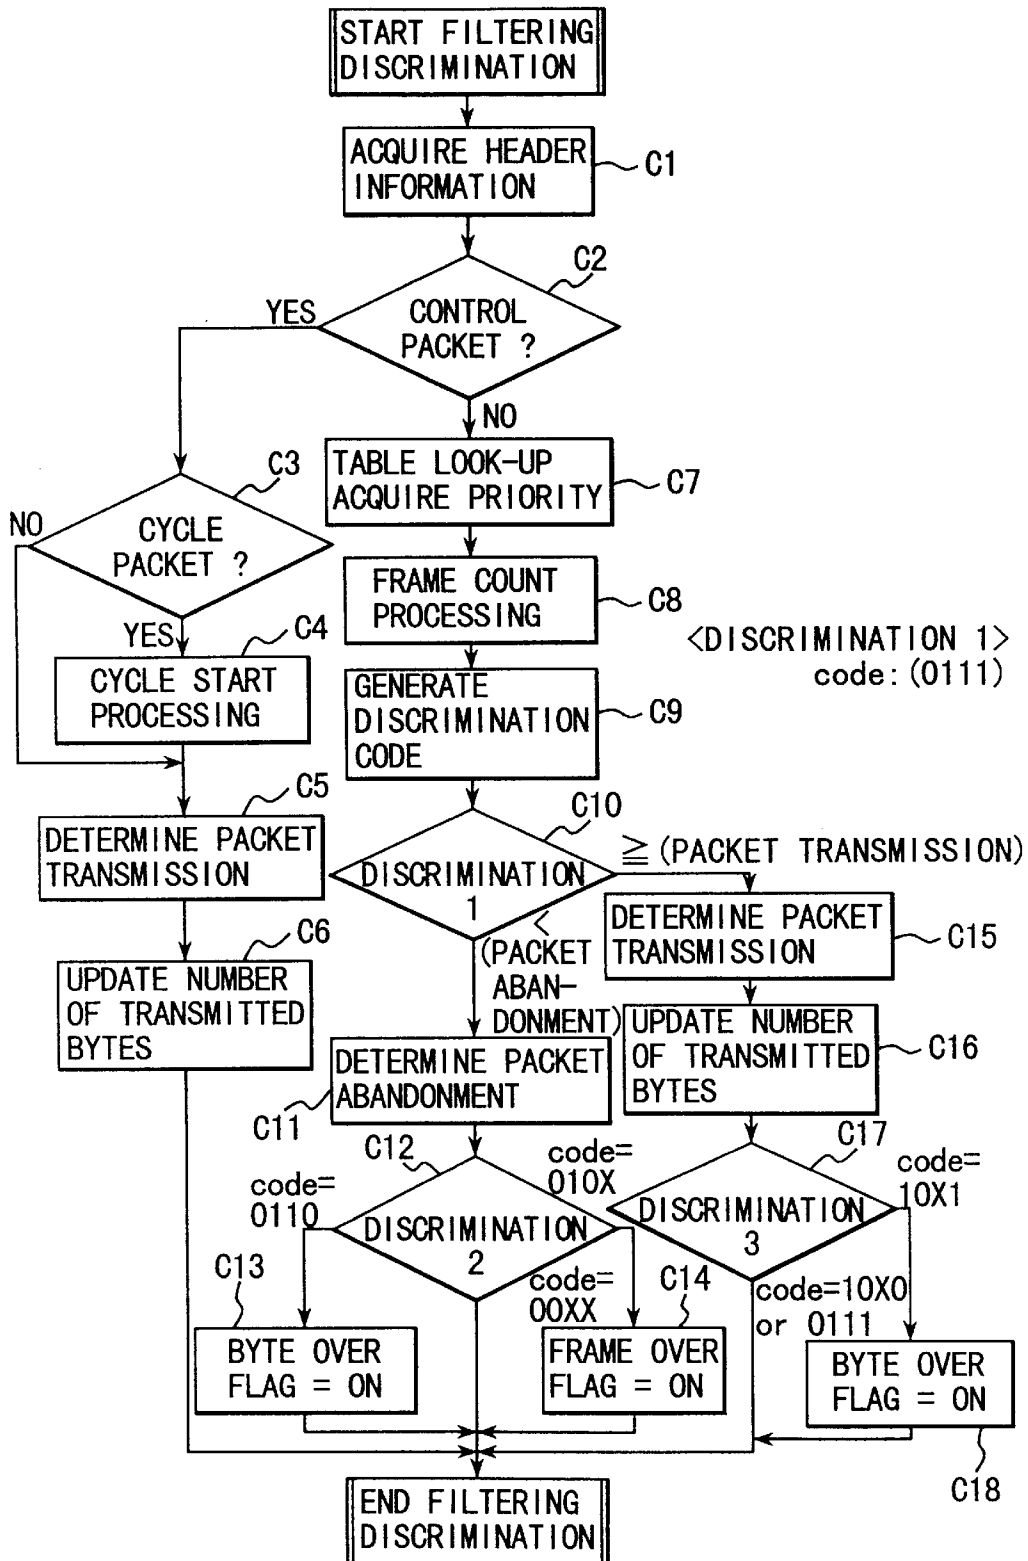 START FILTERING
DISCRIMINATION
ACQUIRE HEADER
INFORMATION
C1
C2
CONTROL
PACKET ?
YES
NO
C3
CYCLE
PACKET ?
NO
YES
C4
CYCLE START
PROCESSING
TABLE LOOK-UP
ACQUIRE PRIORITY
C7
FRAME COUNT
PROCESSING
C8
<DISCRIMINATION 1>
code:(0111)
GENERATE
DISCRIMINATION
CODE
C9
C5
DETERMINE PACKET
TRANSMISSION
C6
UPDATE NUMBER
OF TRANSMITTED
BYTES
C10
DISCRIMINATION
1
≧(PACKET TRANSMISSION)
<
(PACKET
ABAN-
DONMENT)
DETERMINE PACKET
TRANSMISSION
C15
UPDATE NUMBER
OF TRANSMITTED
BYTES
C16
DETERMINE PACKET
ABANDONMENT
C11
C12
DISCRIMINATION
2
code=
0110
code=
010X
code=
00XX
C13
BYTE OVER
FLAG = ON
C14
FRAME OVER
FLAG = ON
C17
DISCRIMINATION
3
code=
10X1
code=10X0
or 0111
BYTE OVER
FLAG = ON
C18
END FILTERING
DISCRIMINATION